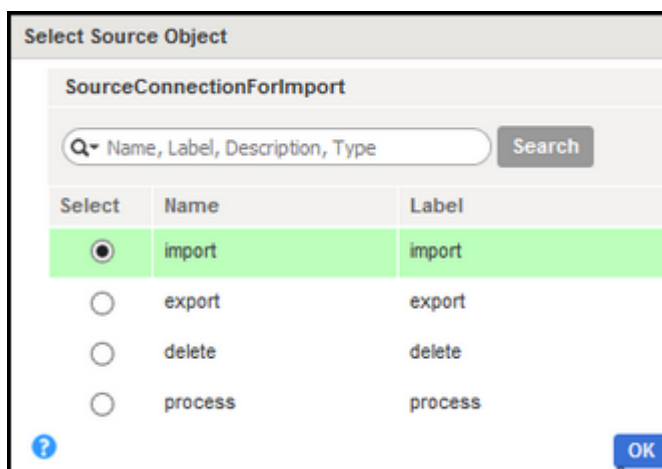 Select Source Object
SourceConnectionForImport
Name, Label, Description, Type Search
Select Name Label
import import
export export
delete delete
process process
? OK